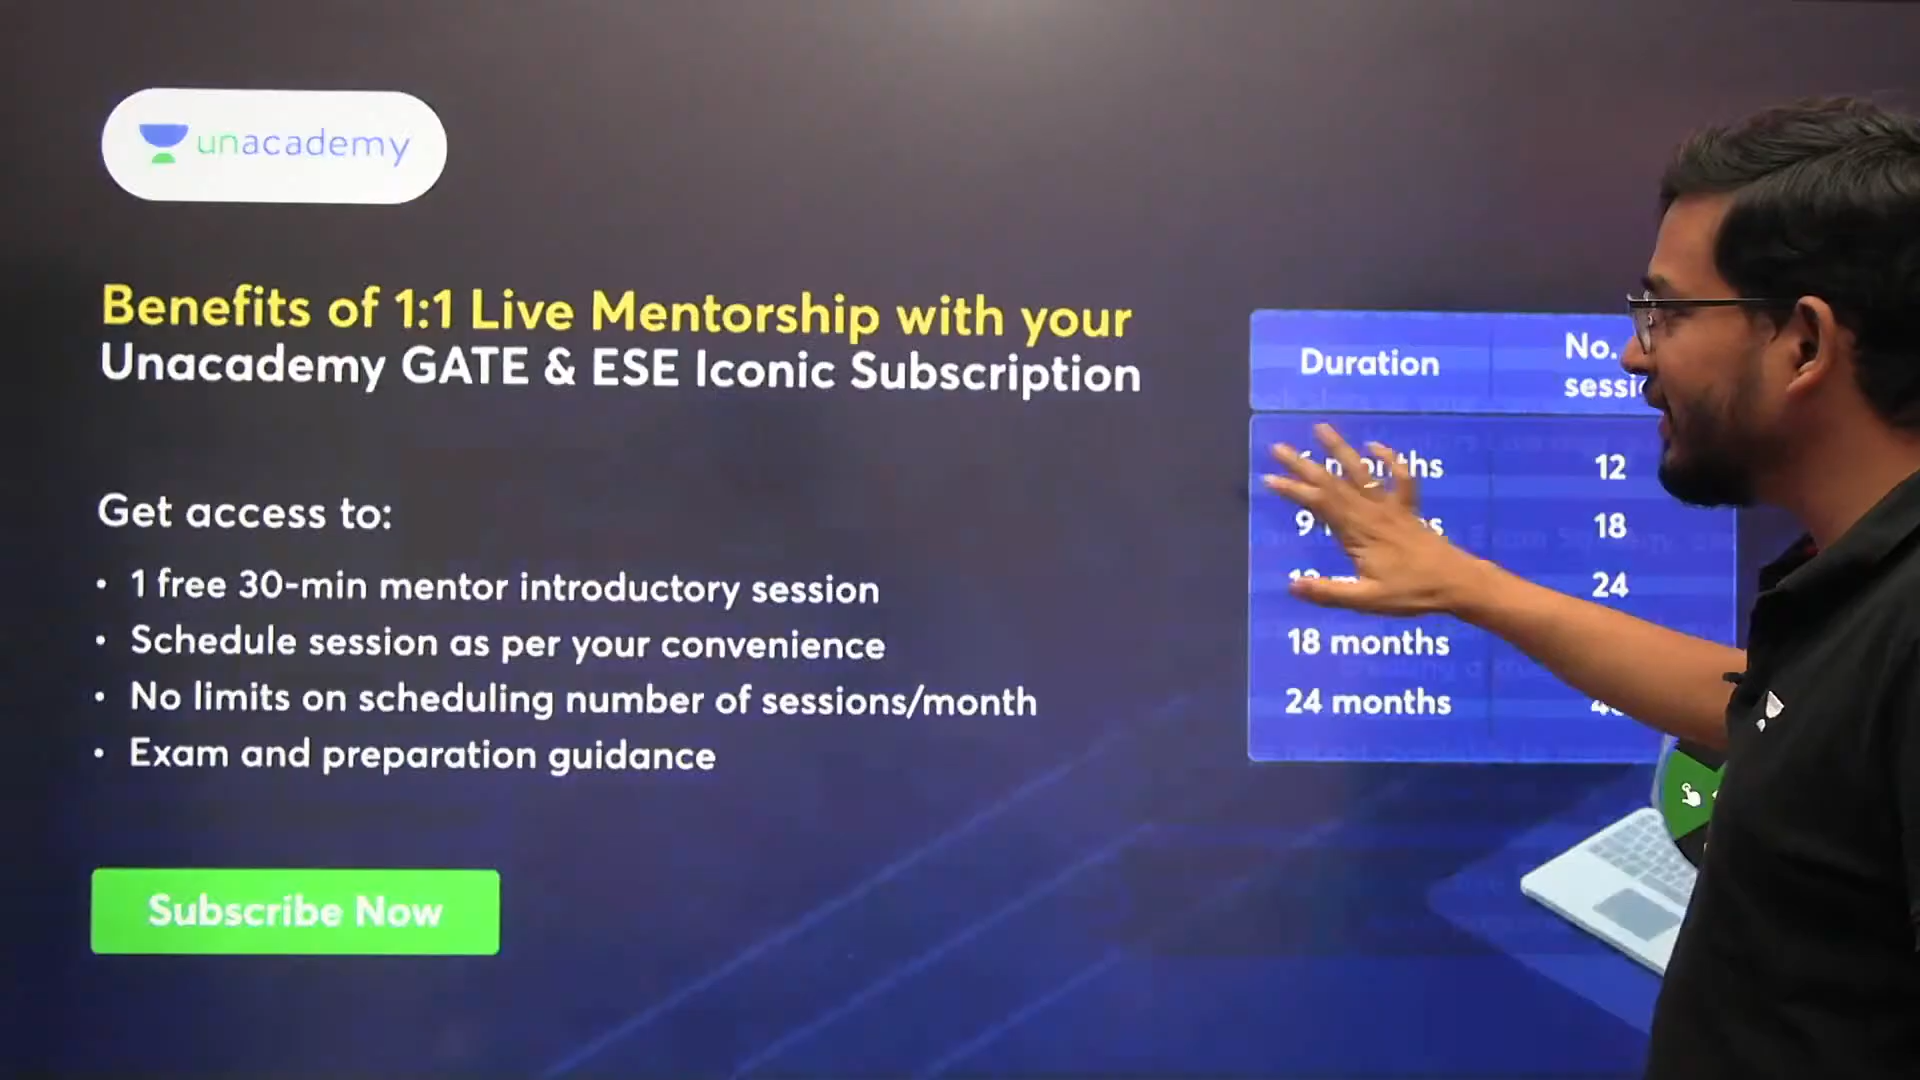 unacademy
Benefits of 1:1 Live Mentorship with your
Unacademy GATE & ESE Iconic Subscription
Get access to:
• 1 free 30-min mentor introductory session
• Schedule session as per your convenience
• No limits on scheduling number of sessions/month
• Exam and preparation guidance
Subscribe Now
Duration No.
6 months 12
9 18
24
18 months
24 months